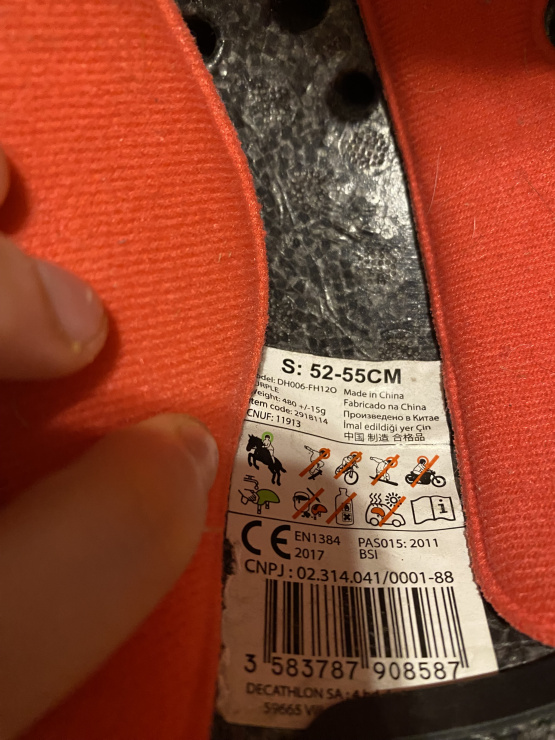 S: 52-55CM
DH006-FH12O
Made in China
Fabricado na China
weight: 480 +/-15g
Произведено в Китае
item code: 2918114
İmal edildiği yer Çin
CNUF: 11913
中国 制造 合格品
i
CE EN1384 2017
PAS015: 2011 BSI
CNPJ : 02.314.041/0001-88
3 583787 908587
DECATHLON SA :
59665